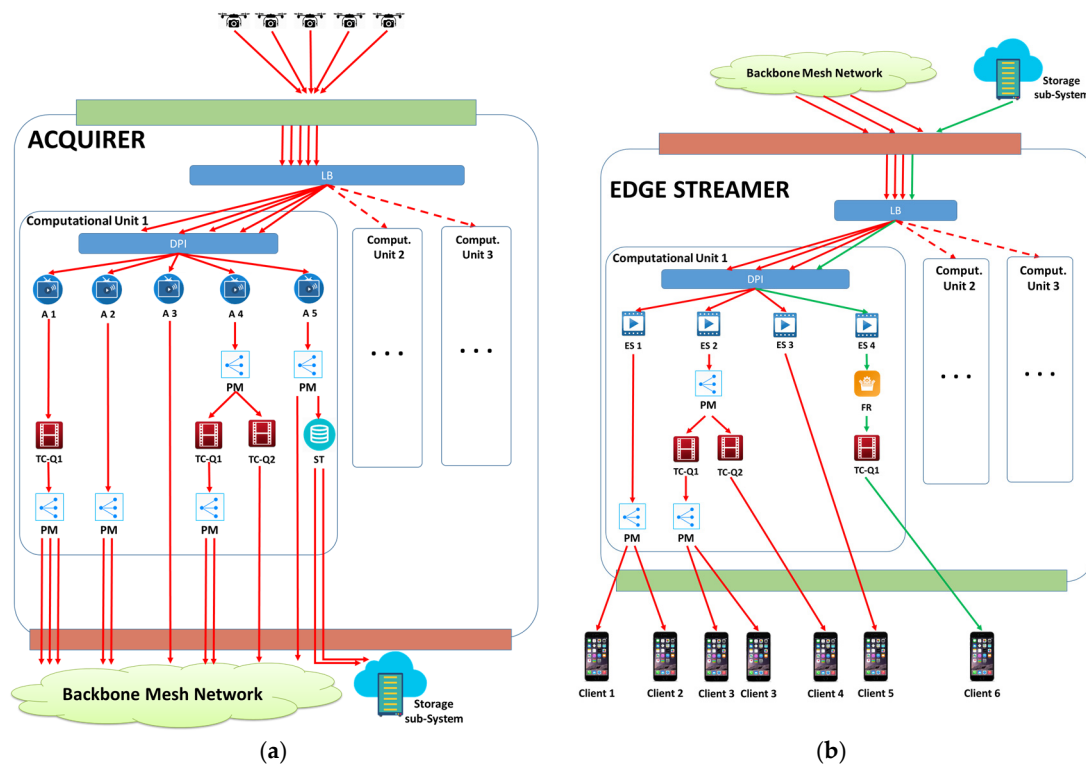 ACQUIRER
LB
Computational Unit 1
DPI
Comput.
Unit 2
Comput.
Unit 3
A 1
A 2
A 3
A 4
A 5
PM
PM
. . .
. . .
TC-Q1
TC-Q1
TC-Q2
ST
PM
PM
PM
Backbone Mesh Network
Storage
sub-System
(a)
Backbone Mesh Network
Storage
sub-System
EDGE STREAMER
LB
Computational Unit 1
DPI
Comput.
Unit 2
Comput.
Unit 3
ES 1
ES 2
ES 3
ES 4
. . .
. . .
PM
FR
TC-Q1
TC-Q2
TC-Q1
PM
PM
Client 1
Client 2
Client 3
Client 3
Client 4
Client 5
Client 6
(b)